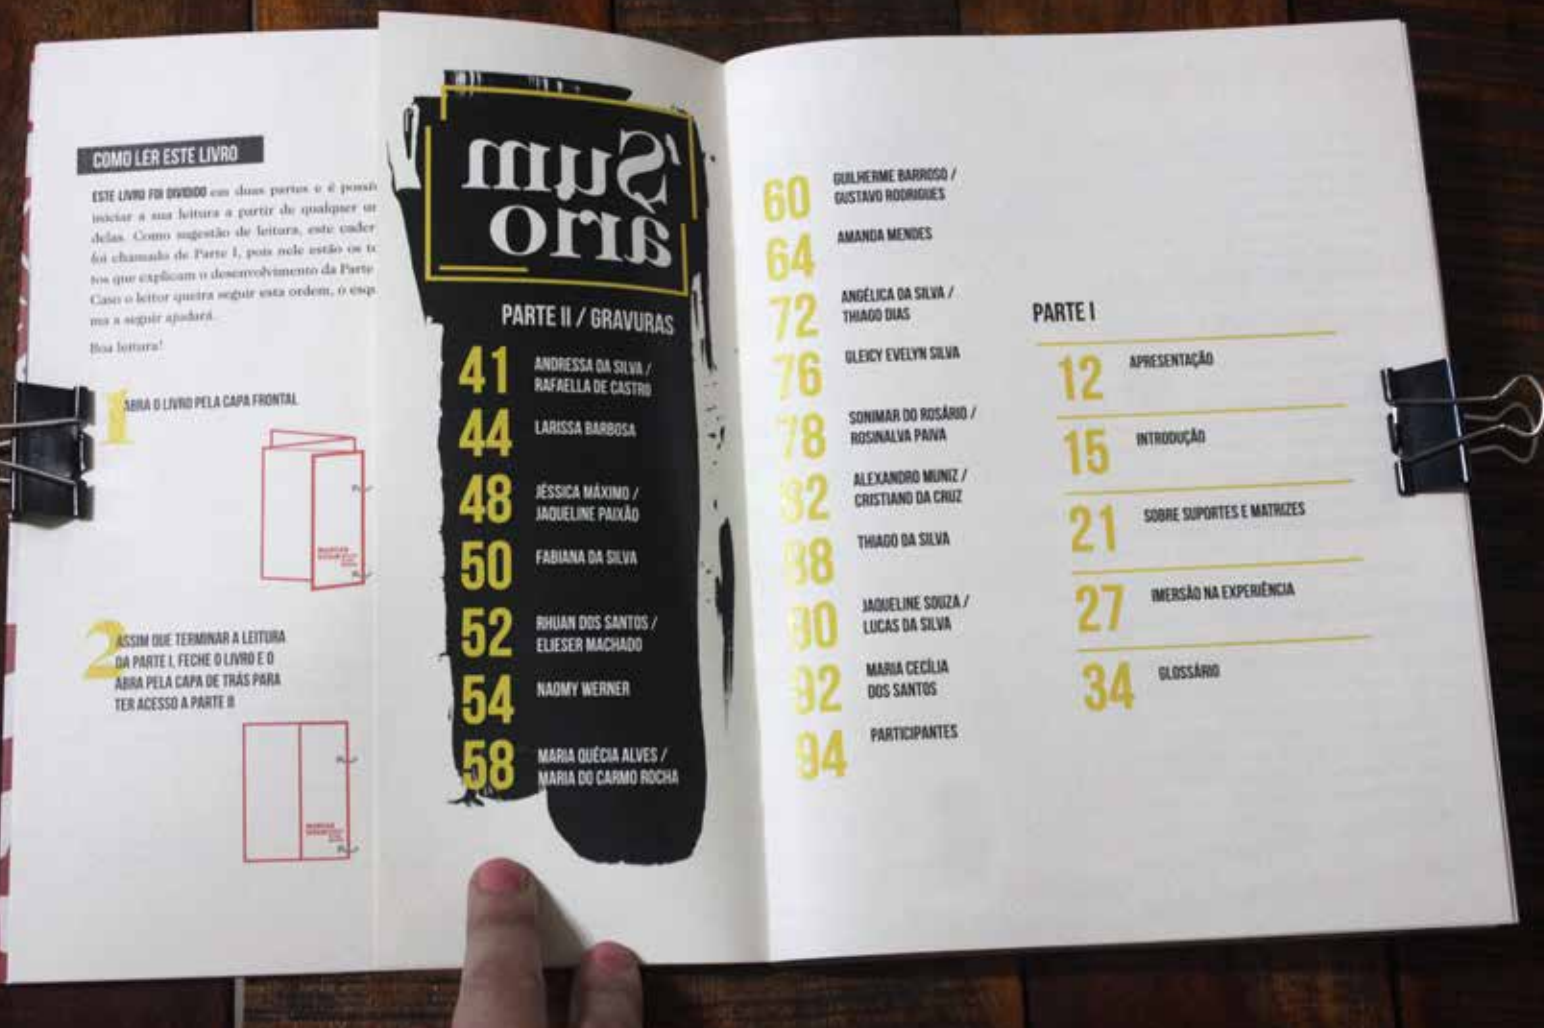 COMO LER ESTE LIVRO
ESTE LIVRO FOI DIVIDIDO em duas partes e é
iniciar a sua leitura a partir de qualquer
delas. Como sugestão de leitura, este
foi chamado de Parte I, pois nele estão os
tos que explicam o desenvolvimento da Parte
Caso o leitor queira seguir esta ordem, o
ma a seguir ajudará.
Boa leitura!
1 ABRA O LIVRO PELA CAPA FRONTAL
2 ASSIM QUE TERMINAR A LEITURA
DA PARTE I, FECHE O LIVRO E O
ABRA PELA CAPA DE TRÁS PARA
TER ACESSO A PARTE II
Sum
ário
PARTE II / GRAVURAS
41 ANDRESSA DA SILVA /
RAFAELLA DE CASTRO
44 LARISSA BARBOSA
48 JÉSSICA MÁXIMO /
JAQUELINE PAIXÃO
50 FABIANA DA SILVA
52 RHUAN DOS SANTOS /
ELIESER MACHADO
54 NAOMY WERNER
58 MARIA QUÉCIA ALVES /
MARIA DO CARMO ROCHA
60 GUILHERME BARROSO /
GUSTAVO RODRIGUES
64 AMANDA MENDES
72 ANGÉLICA DA SILVA /
THIAGO DIAS
76 GLEICY EVELYN SILVA
78 SONIMAR DO ROSÁRIO /
ROSINALVA PAIVA
82 ALEXANDRO MUNIZ /
CRISTIANO DA CRUZ
88 THIAGO DA SILVA
90 JAQUELINE SOUZA /
LUCAS DA SILVA
92 MARIA CECÍLIA
DOS SANTOS
94 PARTICIPANTES
PARTE I
12 APRESENTAÇÃO
15 INTRODUÇÃO
21 SOBRE SUPORTES E MATRIZES
27 IMERSÃO NA EXPERIÊNCIA
34 GLOSSÁRIO